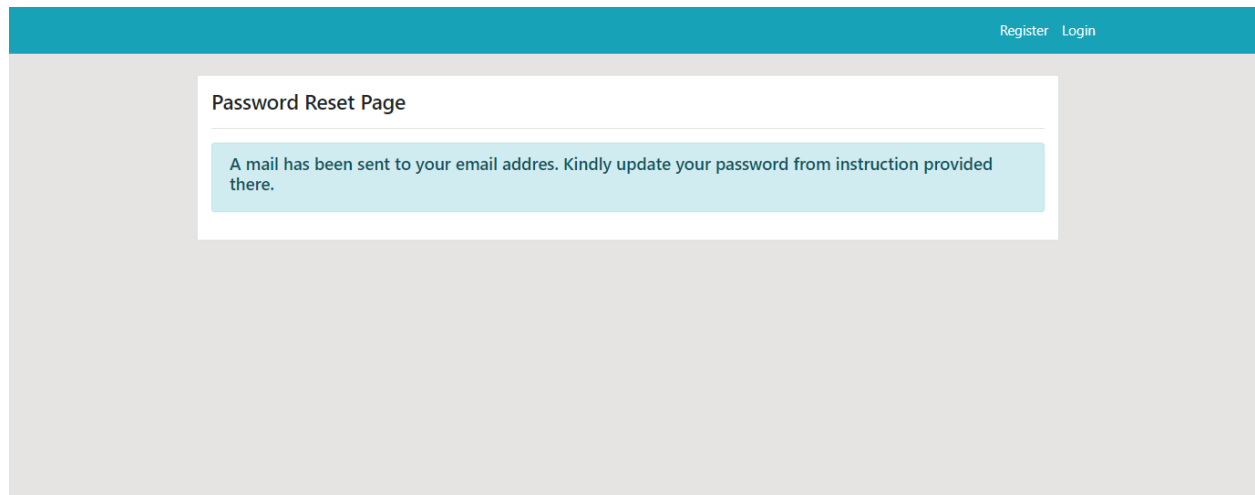 Register Login
Password Reset Page
A mail has been sent to your email addres. Kindly update your password from instruction provided
there.